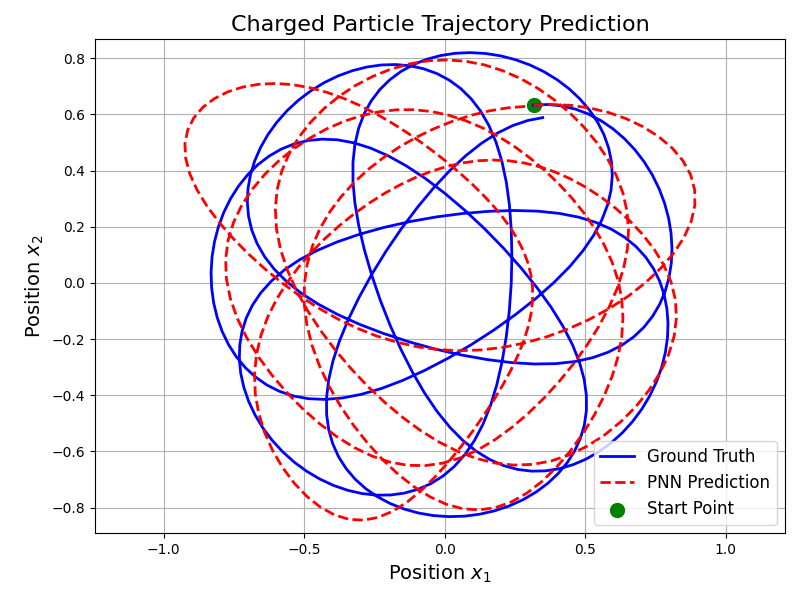 Charged Particle Trajectory Prediction
Position x₂
0.8
0.6
0.4
0.2
0.0
−0.2
−0.4
−0.6
−0.8
Ground Truth
PNN Prediction
Start Point
−1.0 −0.5 0.0 0.5 1.0
Position x₁